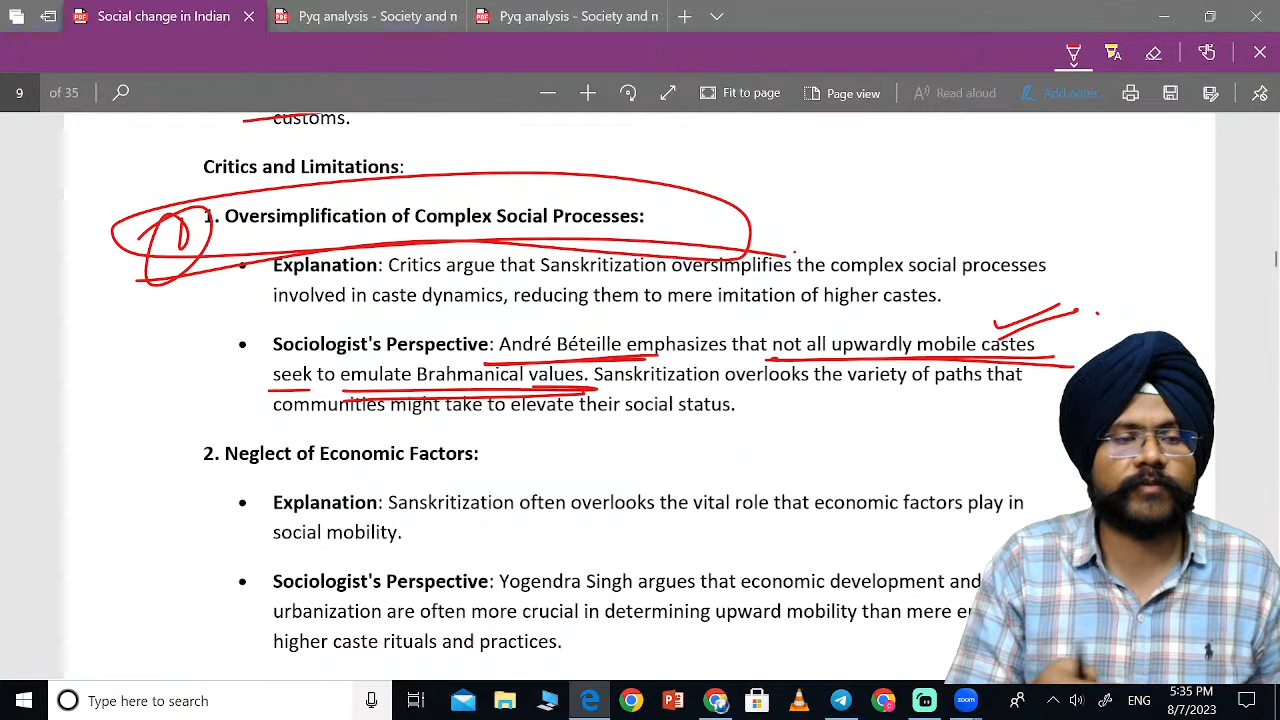 Social change in Indian
Pyq analysis - Society and n
Pyq analysis - Society and n
9 of 35
Fit to page
Page view
Read aloud
Add notes
customs.
Critics and Limitations:
1. Oversimplification of Complex Social Processes:
• Explanation: Critics argue that Sanskritization oversimplifies the complex social processes
involved in caste dynamics, reducing them to mere imitation of higher castes.
• Sociologist's Perspective: André Béteille emphasizes that not all upwardly mobile castes
seek to emulate Brahmanical values. Sanskritization overlooks the variety of paths that
communities might take to elevate their social status.
2. Neglect of Economic Factors:
• Explanation: Sanskritization often overlooks the vital role that economic factors play in
social mobility.
• Sociologist's Perspective: Yogendra Singh argues that economic development and
urbanization are often more crucial in determining upward mobility than mere
higher caste rituals and practices.
Type here to search
zoom
ENG
5:35 PM
8/7/2023